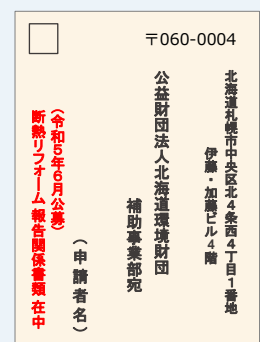 〒060-0004
北海道札幌市中央区北4条西4丁目1番地
伊藤・加藤ビル4階
公益財団法人北海道環境財団
補助事業部宛
(申請者名)
(令和5年6月公募)
断熱リフォーム 報告関係書類 在中